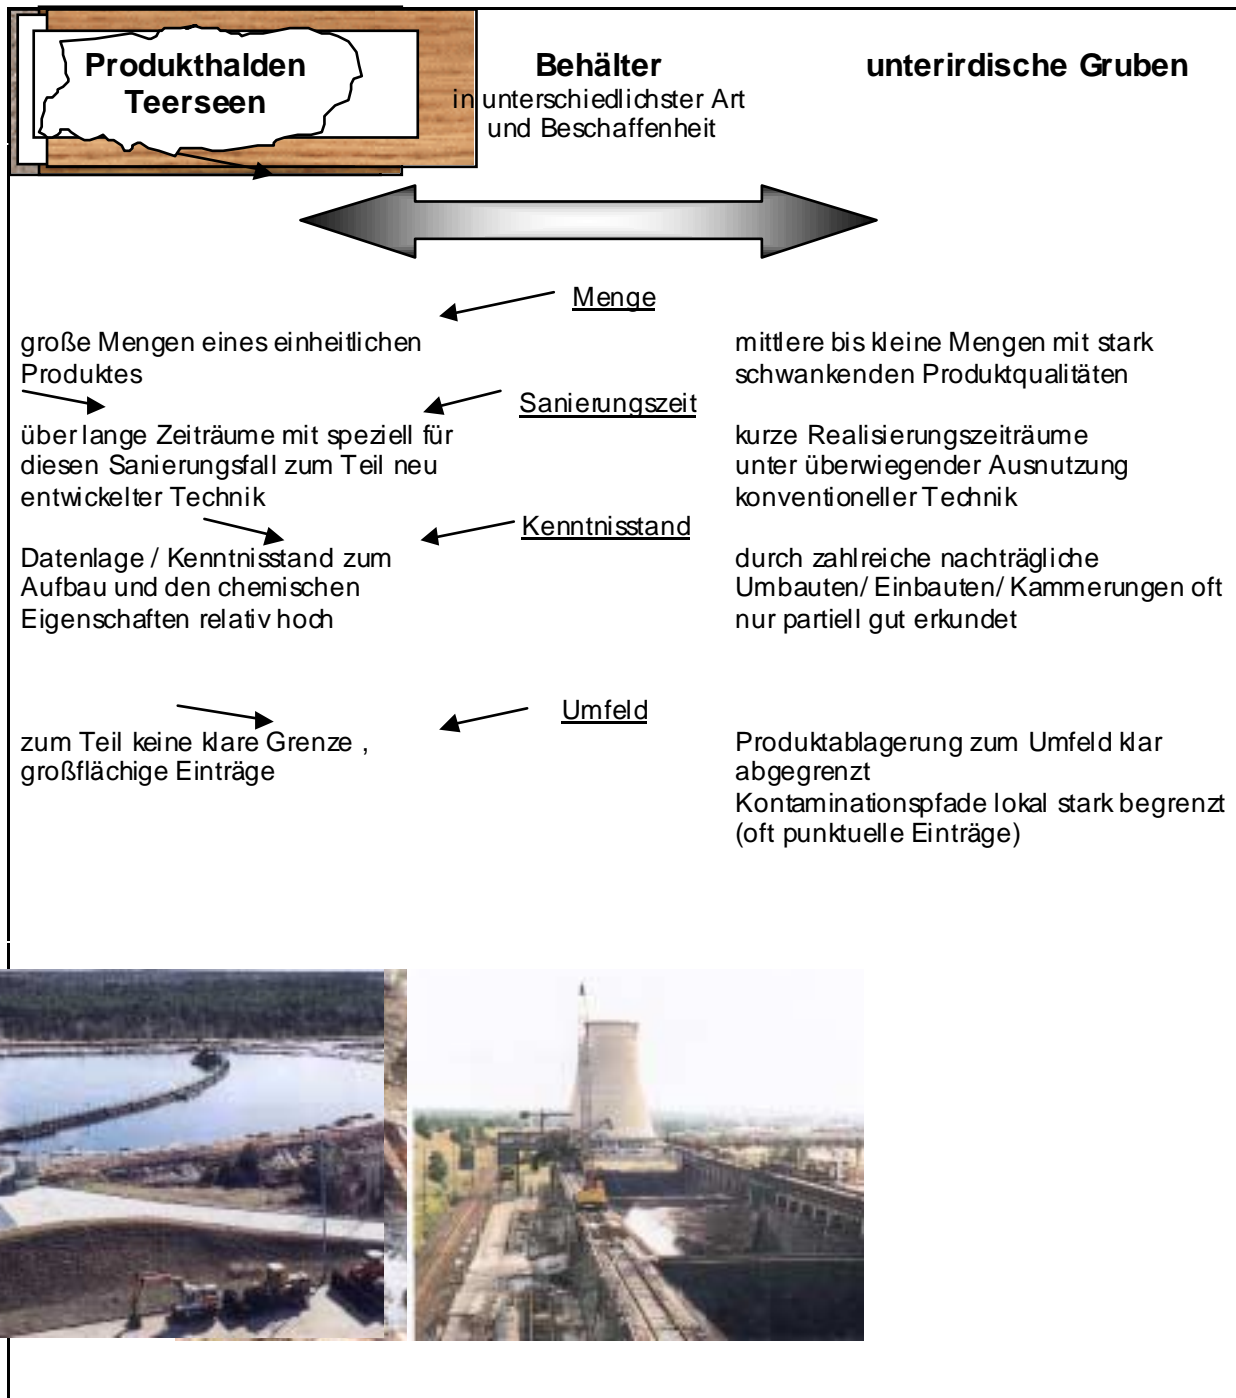 Produkthalden
Teerseen
Behälter
in unterschiedlichster Art
und Beschaffenheit
unterirdische Gruben
Menge
große Mengen eines einheitlichen
Produktes
mittlere bis kleine Mengen mit stark
schwankenden Produktqualitäten
Sanierungszeit
über lange Zeiträume mit speziell für
diesen Sanierungsfall zum Teil neu
entwickelter Technik
kurze Realisierungszeiträume
unter überwiegender Ausnutzung
konventioneller Technik
Kenntnisstand
Datenlage / Kenntnisstand zum
Aufbau und den chemischen
Eigenschaften relativ hoch
durch zahlreiche nachträgliche
Umbauten/ Einbauten/ Kammerungen oft
nur partiell gut erkundet
Umfeld
zum Teil keine klare Grenze ,
großflächige Einträge
Produktablagerung zum Umfeld klar
abgegrenzt
Kontaminationspfade lokal stark begrenzt
(oft punktuelle Einträge)